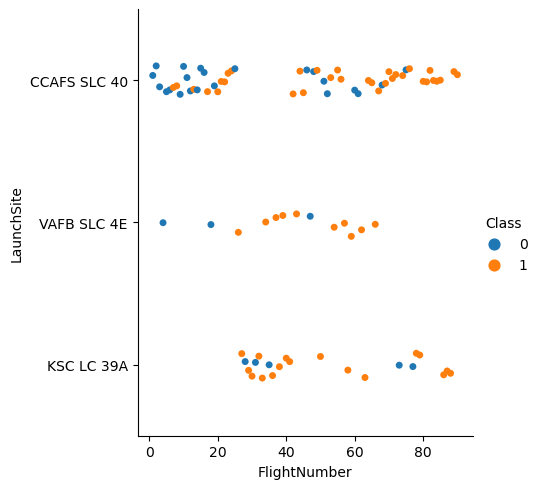 CCAFS SLC 40
VAFB SLC 4E
KSC LC 39A
LaunchSite
0 20 40 60 80
FlightNumber
Class
0
1